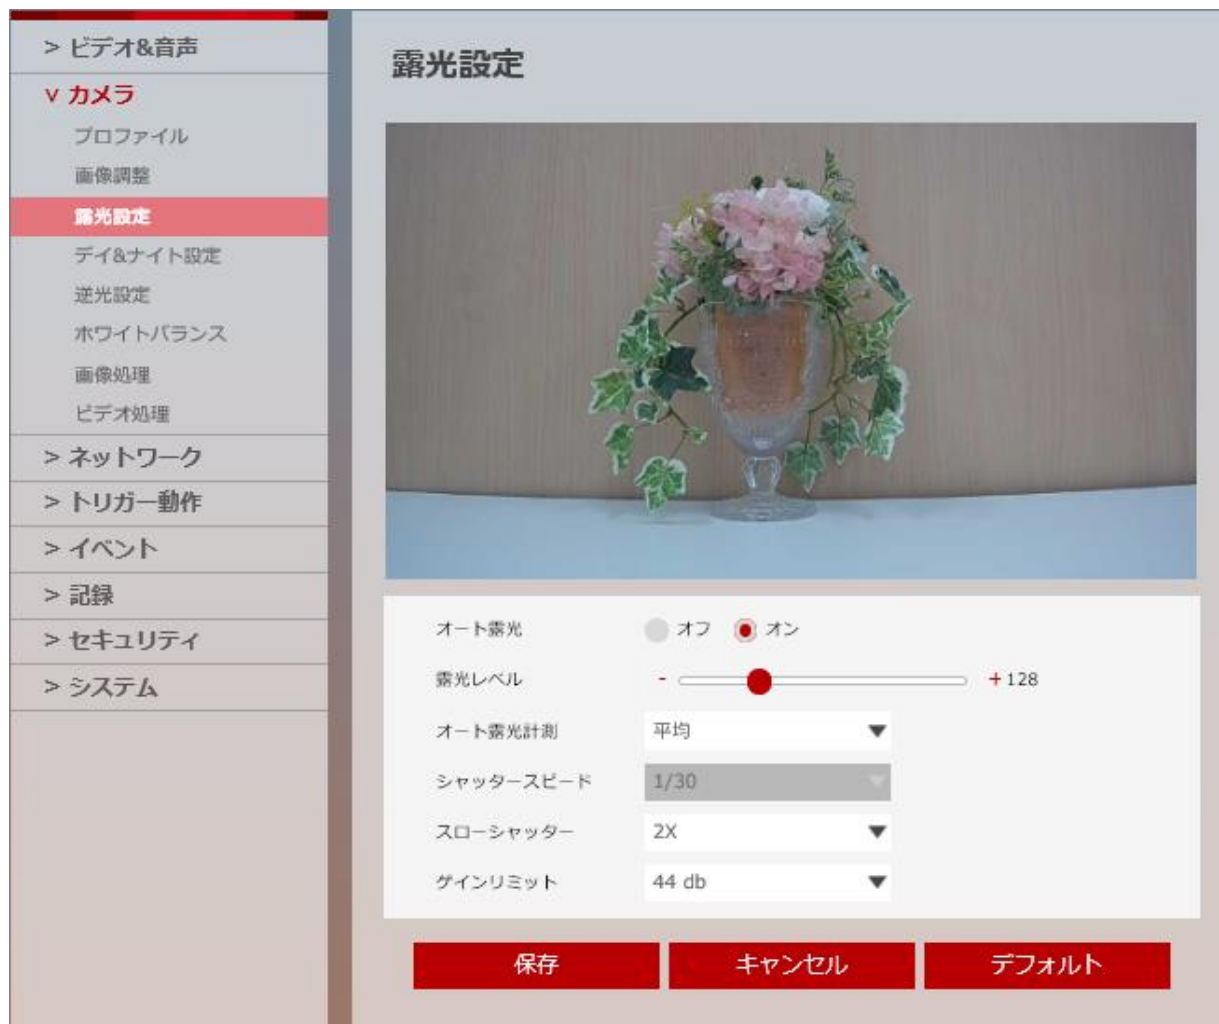 > ビデオ&音声
∨ カメラ
プロファイル
画像調整
露光設定
デイ&ナイト設定
逆光設定
ホワイトバランス
画像処理
ビデオ処理
> ネットワーク
> トリガー動作
> イベント
> 記録
> セキュリティ
> システム
露光設定
オート露光 オフ オン
露光レベル - + 128
オート露光計測 平均
シャッタースピード 1/30
スローシャッター 2X
ゲインリミット 44 db
保存 キャンセル デフォルト